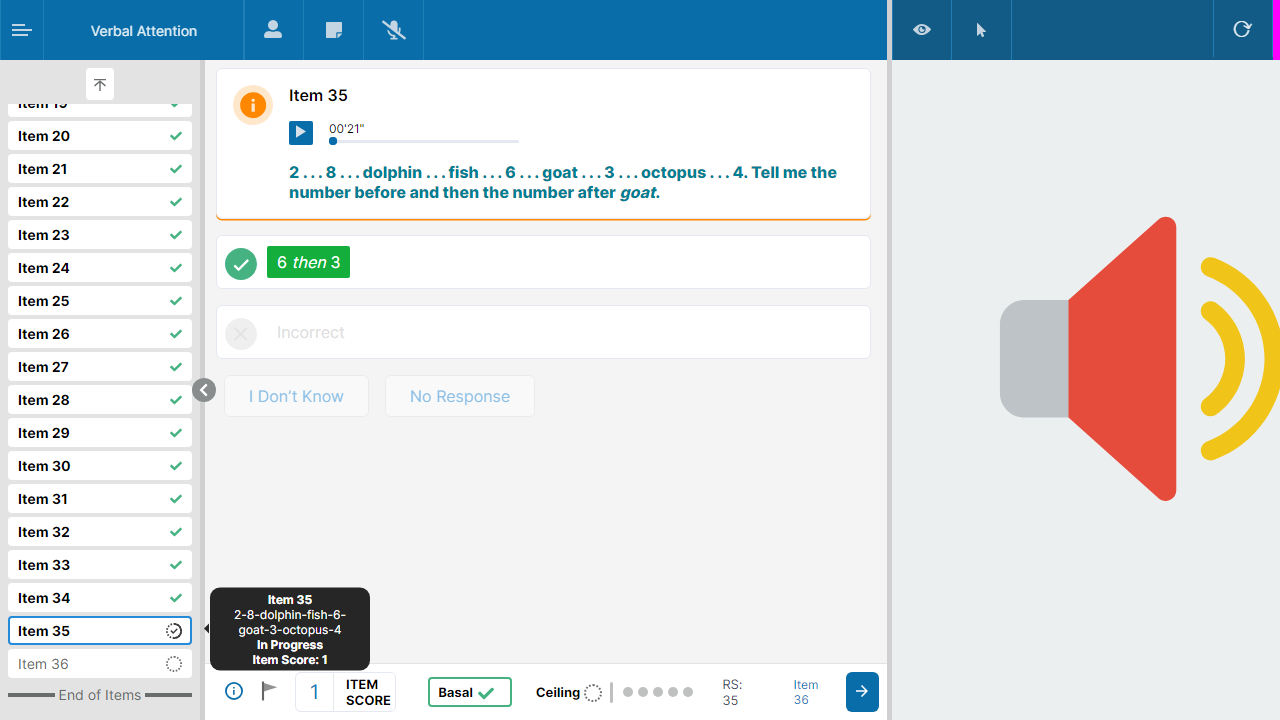 Verbal Attention
Item 19
Item 20
Item 21
Item 22
Item 23
Item 24
Item 25
Item 26
Item 27
Item 28
Item 29
Item 30
Item 31
Item 32
Item 33
Item 34
Item 35
Item 36
End of Items
Item 35
00'21"
2 . . . 8 . . . dolphin . . . fish . . . 6 . . . goat . . . 3 . . . octopus . . . 4. Tell me the
number before and then the number after goat.
6 then 3
Incorrect
I Don't Know
No Response
Item 35
2-8-dolphin-fish-6-
goat-3-octopus-4
In Progress
Item Score: 1
1
ITEM
SCORE
Basal
Ceiling
RS:
35
Item
36